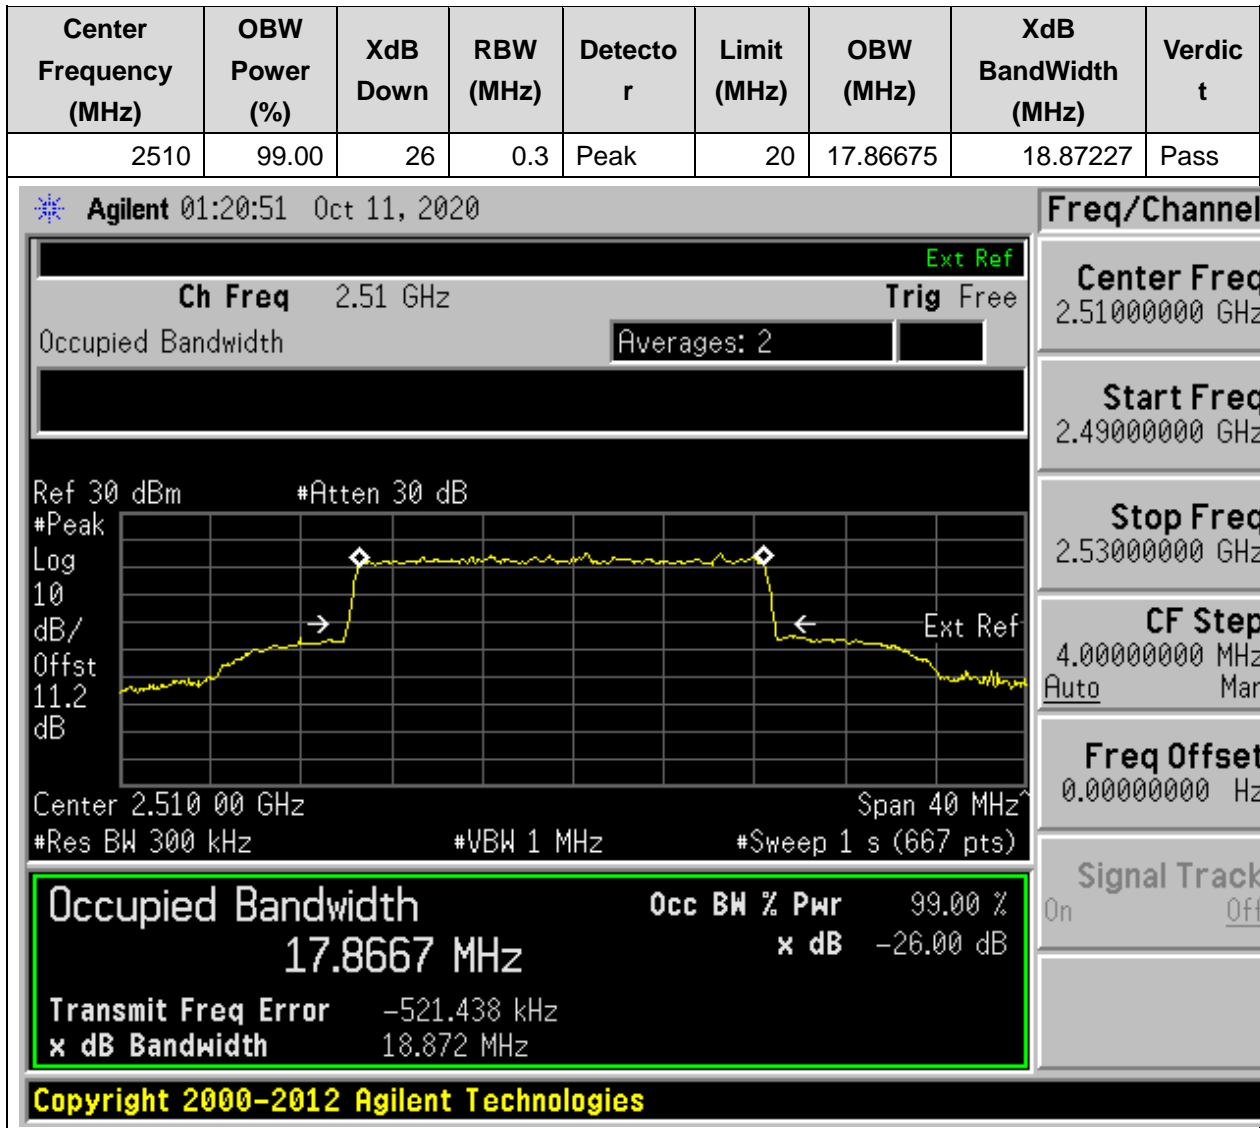 Center Frequency (MHz) OBW Power (%) XdB Down RBW (MHz) Detector Limit (MHz) OBW (MHz) XdB BandWidth (MHz) Verdict
2510 99.00 26 0.3 Peak 20 17.86675 18.87227 Pass
Agilent 01:20:51 Oct 11, 2020
Freq/Channel
Ext Ref
Ch Freq 2.51 GHz Trig Free
Occupied Bandwidth Averages: 2
Center Freq
2.51000000 GHz
Start Freq
2.49000000 GHz
Ref 30 dBm #Atten 30 dB
#Peak
Log
10
dB/
Offst
11.2
dB
Ext Ref
Stop Freq
2.53000000 GHz
CF Step
4.00000000 MHz
Auto Man
Freq Offset
0.00000000 Hz
Center 2.510 00 GHz Span 40 MHz^
#Res BW 300 kHz #VBW 1 MHz #Sweep 1 s (667 pts)
Signal Track
On Off
Occupied Bandwidth Occ BW % Pwr 99.00 %
17.8667 MHz x dB -26.00 dB
Transmit Freq Error -521.438 kHz
x dB Bandwidth 18.872 MHz
Copyright 2000-2012 Agilent Technologies